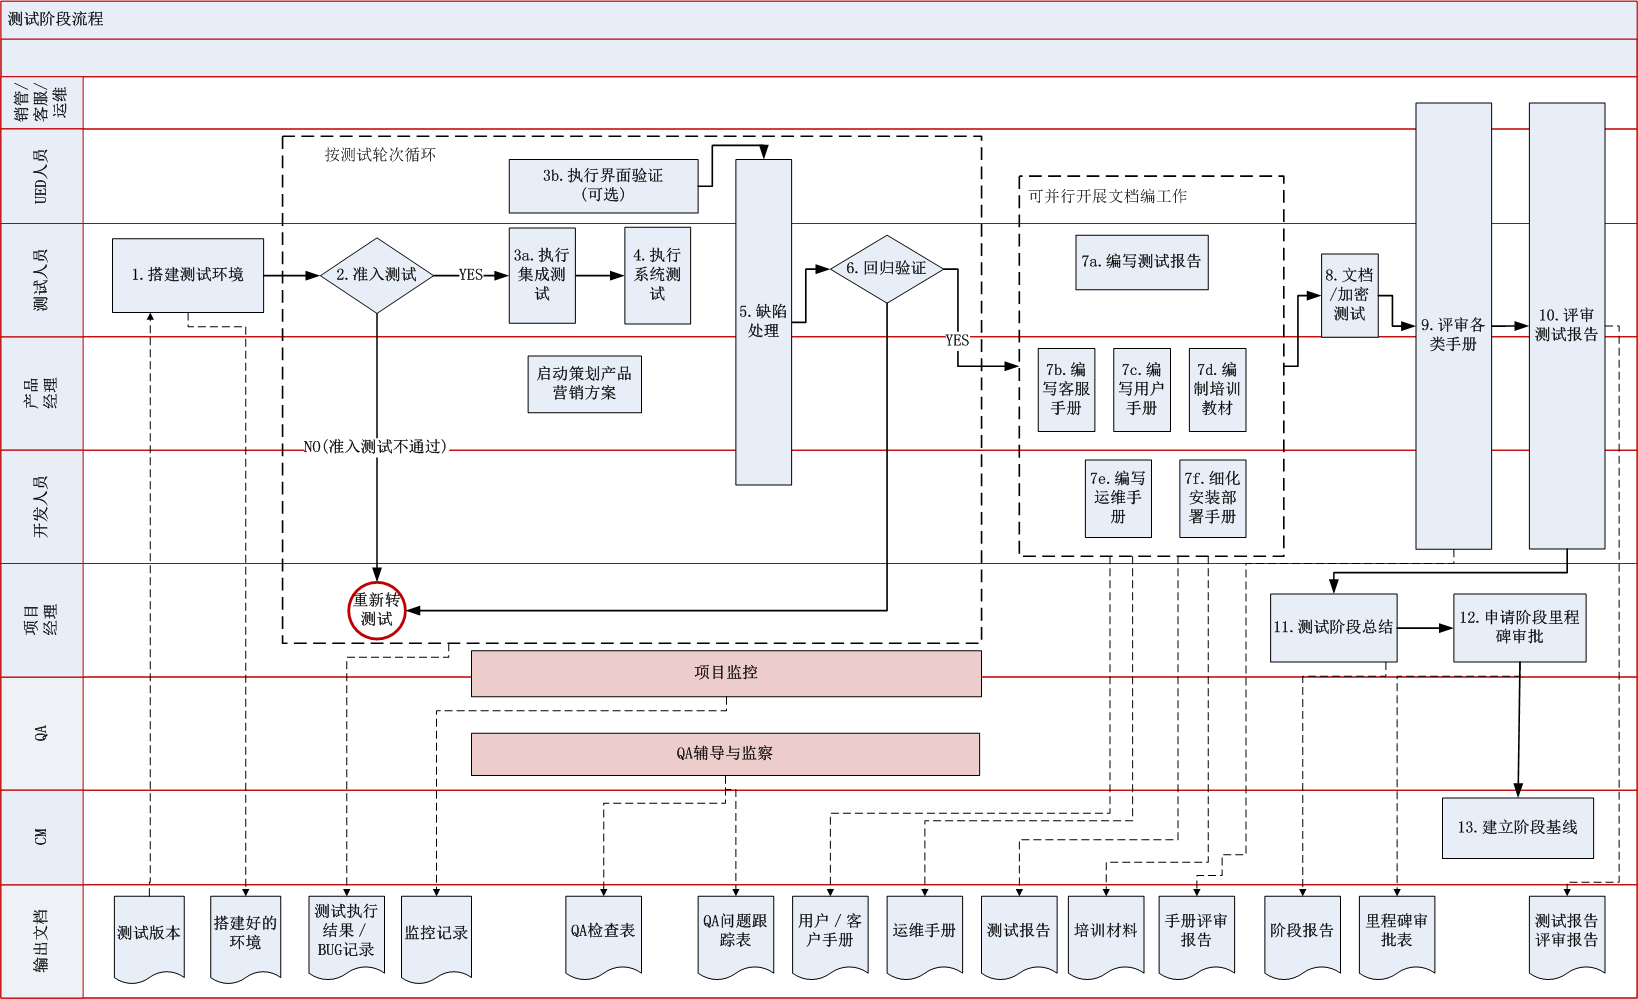 测试阶段流程
销管/
客服/
运维
UED人员
按测试轮次循环
3b.执行界面验证
(可选)
可并行开展文档编工作
测试人员
1.搭建测试环境
2.准入测试
YES
3a.执行
集成测
试
4.执行
系统测
试
5.缺陷
处理
6.回归验证
YES
7a.编写测试报告
8.文档
/加密
测试
9.评审各
类手册
10.评审
测试报告
产品
经理
启动策划产品
营销方案
7b.编
写客服
手册
7c.编
写用户
手册
7d.编
制培训
教材
NO(准入测试不通过)
开发人员
7e.编写
运维手
册
7f.细化
安装部
署手册
项目
经理
重新转
测试
11.测试阶段总结
12.申请阶段里程
碑审批
项目监控
QA
QA辅导与监察
CM
13.建立阶段基线
输出文档
测试版本
搭建好的
环境
测试执行
结果/
BUG记录
监控记录
QA检查表
QA问题跟
踪表
用户/客
户手册
运维手册
测试报告
培训材料
手册评审
报告
阶段报告
里程碑审
批表
测试报告
评审报告